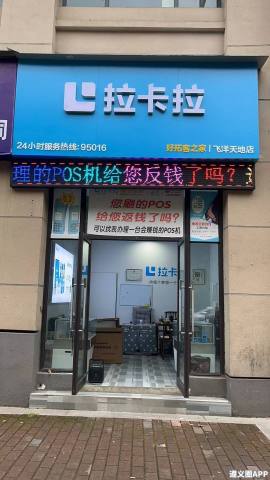 拉卡拉
24小时服务热线:95016
好拓客之家 | 飞洋天地店
理的POS机给您反钱了吗?
您刷的POS
给您返钱了吗?
可以优惠办理一台会赚钱的POS机
拉卡
遵义圈APP